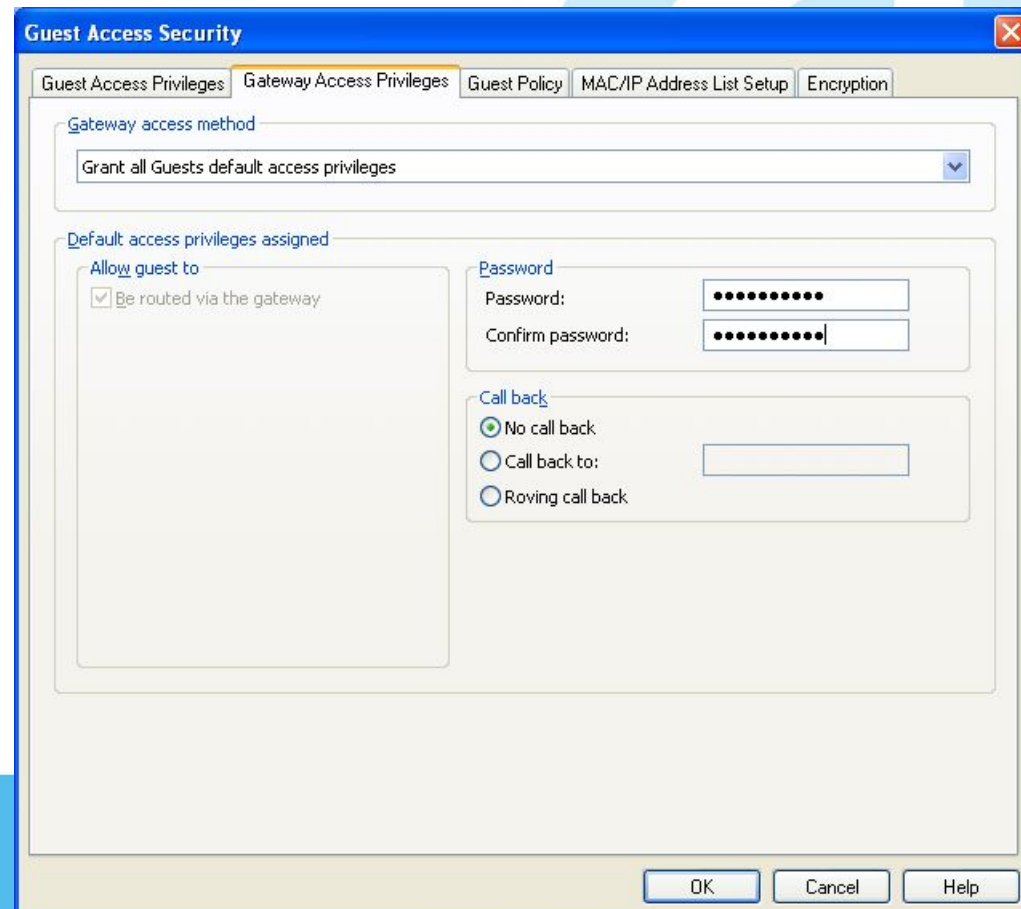 Guest Access Security
Guest Access Privileges Gateway Access Privileges Guest Policy MAC/IP Address List Setup Encryption
Gateway access method
Grant all Guests default access privileges
Default access privileges assigned
Allow guest to
Be routed via the gateway
Password
Password: ●●●●●●●●●●
Confirm password: ●●●●●●●●●●
Call back
No call back
Call back to:
Roving call back
OK Cancel Help